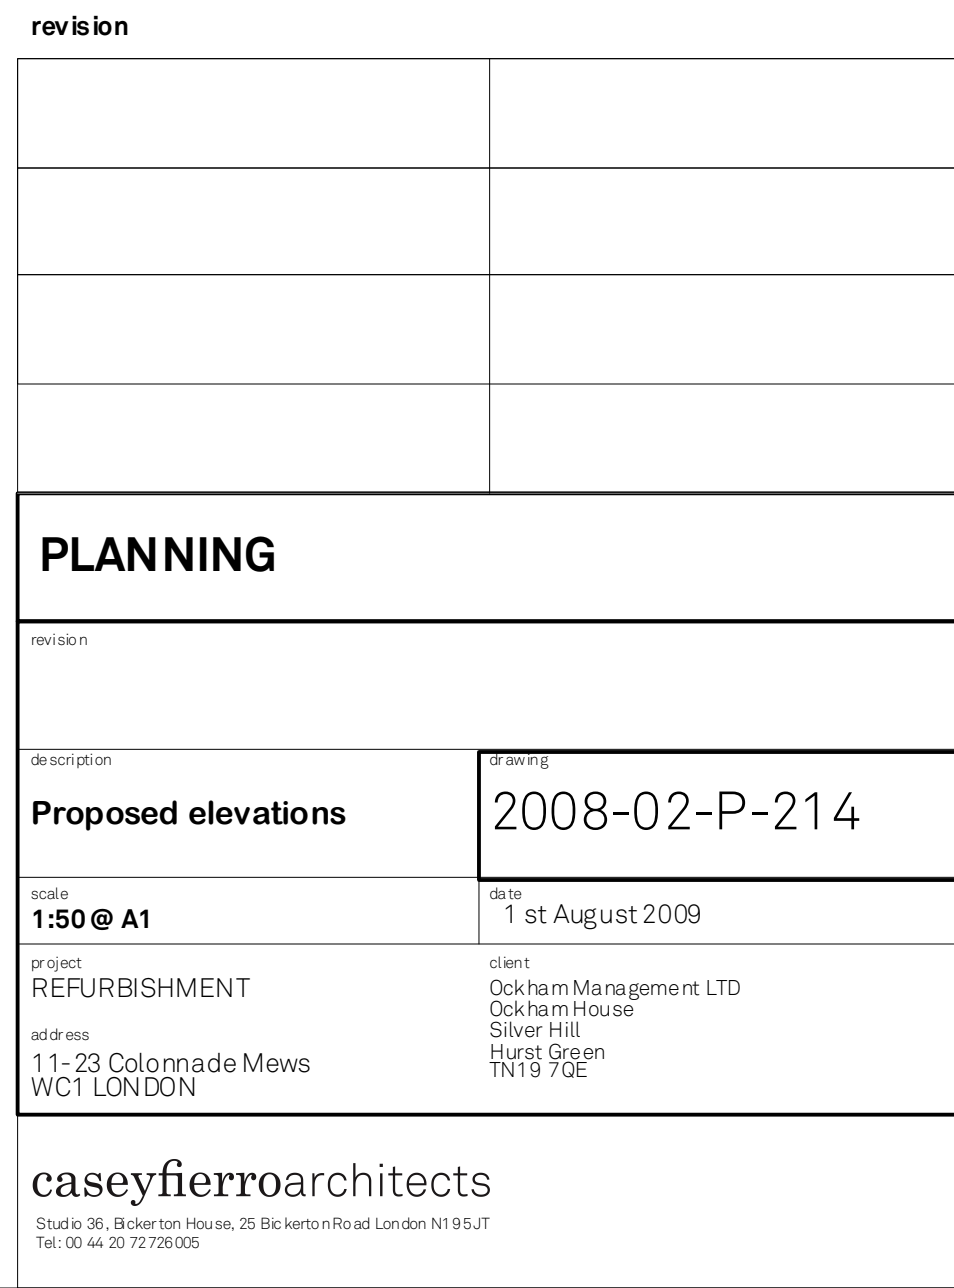 revision
PLANNING
revision
description
Proposed elevations
drawing
2008-02-P-214
scale
1:50@ A1
date
1 st August 2009
project
REFURBISHMENT
address
11-23 Colonnade Mews
WC1 LONDON
client
Ockham Management LTD
Ockham House
Silver Hill
Hurst Green
TN19 7QE
caseyfierroarchitects
Studio 36, Bickerton House, 25 Bickerton Road London N19 5JT
Tel: 00 44 20 72726005